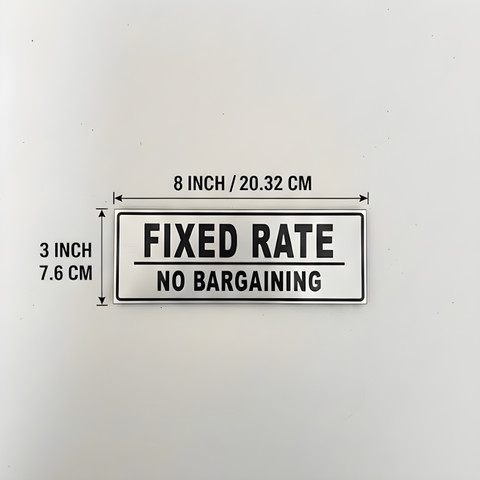 8 INCH / 20.32 CM
3 INCH
7.6 CM
FIXED RATE
NO BARGAINING